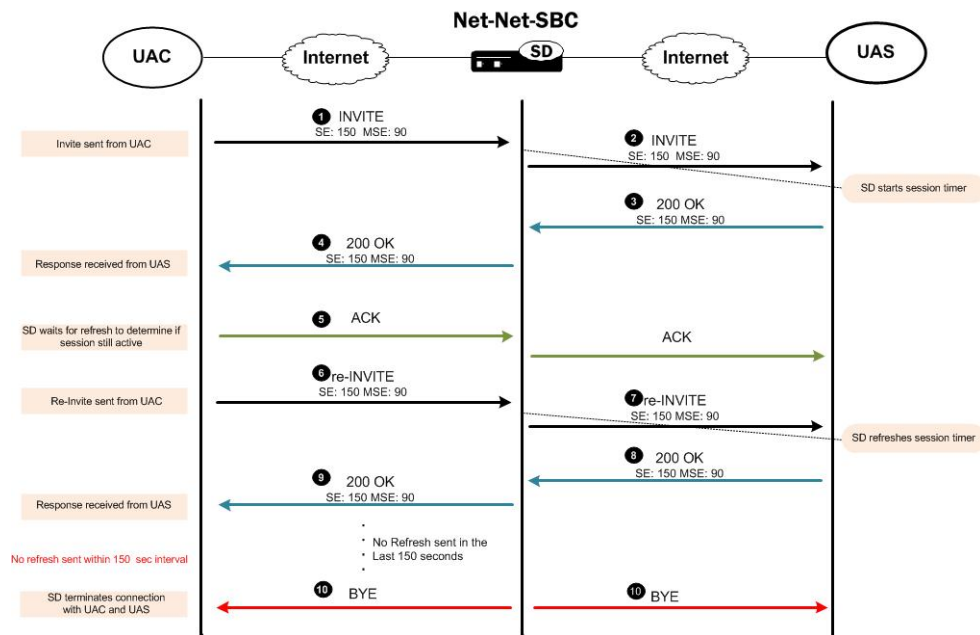 Net-Net-SBC
UAC
Internet
SD
Internet
UAS
1 INVITE
SE: 150 MSE: 90
Invite sent from UAC
2 INVITE
SE: 150 MSE: 90
SD starts session timer
3 200 OK
SE: 150 MSE: 90
4 200 OK
SE: 150 MSE: 90
Response received from UAS
5 ACK
SD waits for refresh to determine if
session still active
ACK
6 re-INVITE
SE: 150 MSE: 90
Re-Invite sent from UAC
7 re-INVITE
SE: 150 MSE: 90
SD refreshes session timer
8 200 OK
SE: 150 MSE: 90
9 200 OK
SE: 150 MSE: 90
Response received from UAS
No Refresh sent in the
Last 150 seconds
No refresh sent within 150 sec interval
10 BYE
10 BYE
SD terminates connection
with UAC and UAS